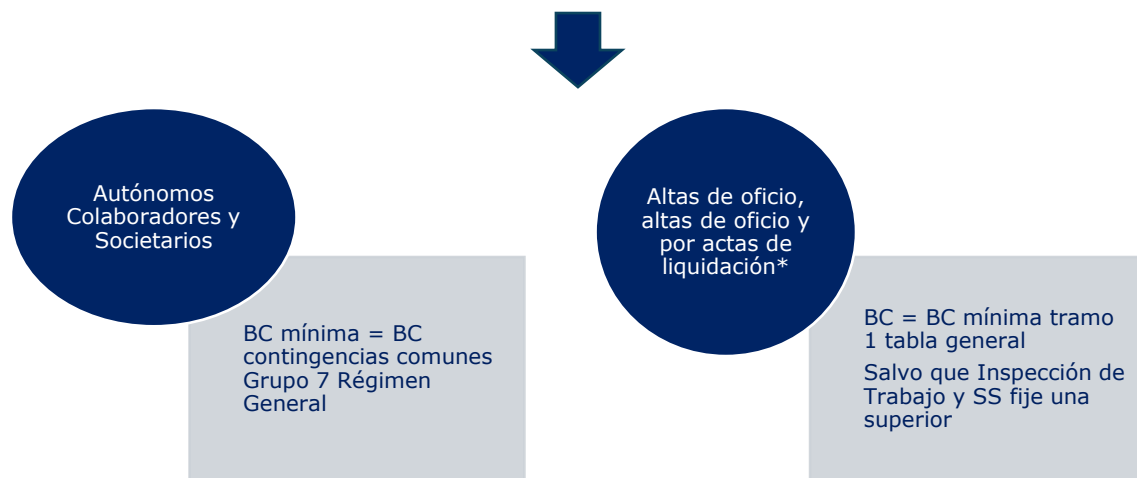 Autónomos
Colaboradores y
Societarios
BC mínima = BC
contingencias comunes
Grupo 7 Régimen
General
Altas de oficio,
altas de oficio y
por actas de
liquidación*
BC = BC mínima tramo
1 tabla general
Salvo que Inspección de
Trabajo y SS fije una
superior